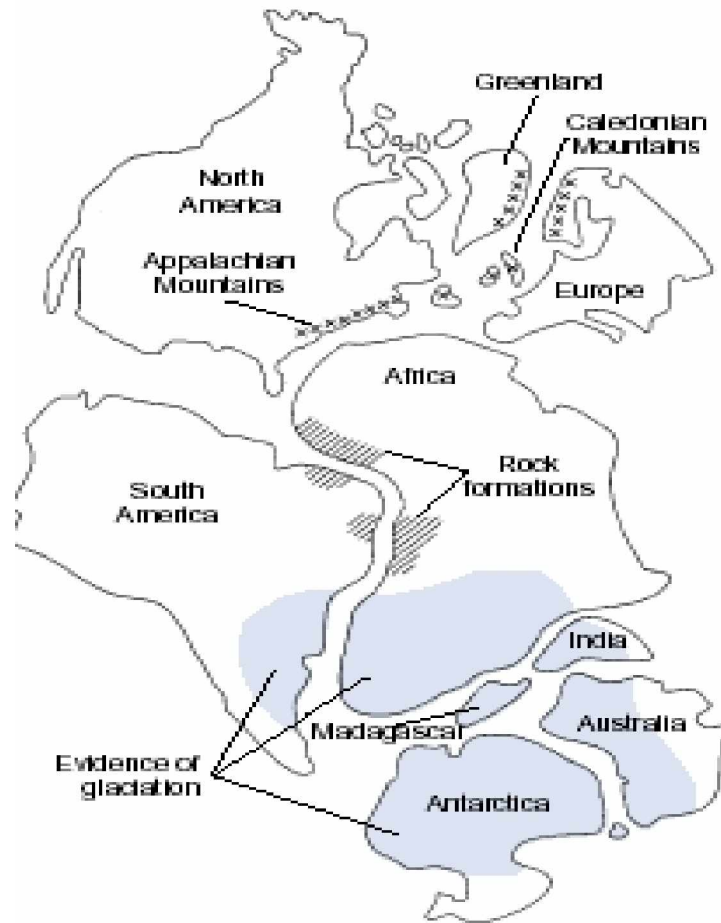 Greenland
Caledonian
Mountains
North
America
Appalachian
Mountains
Europe
Africa
Rock
formations
South
America
India
Madagascar
Australia
Evidence of
glaciation
Antarctica